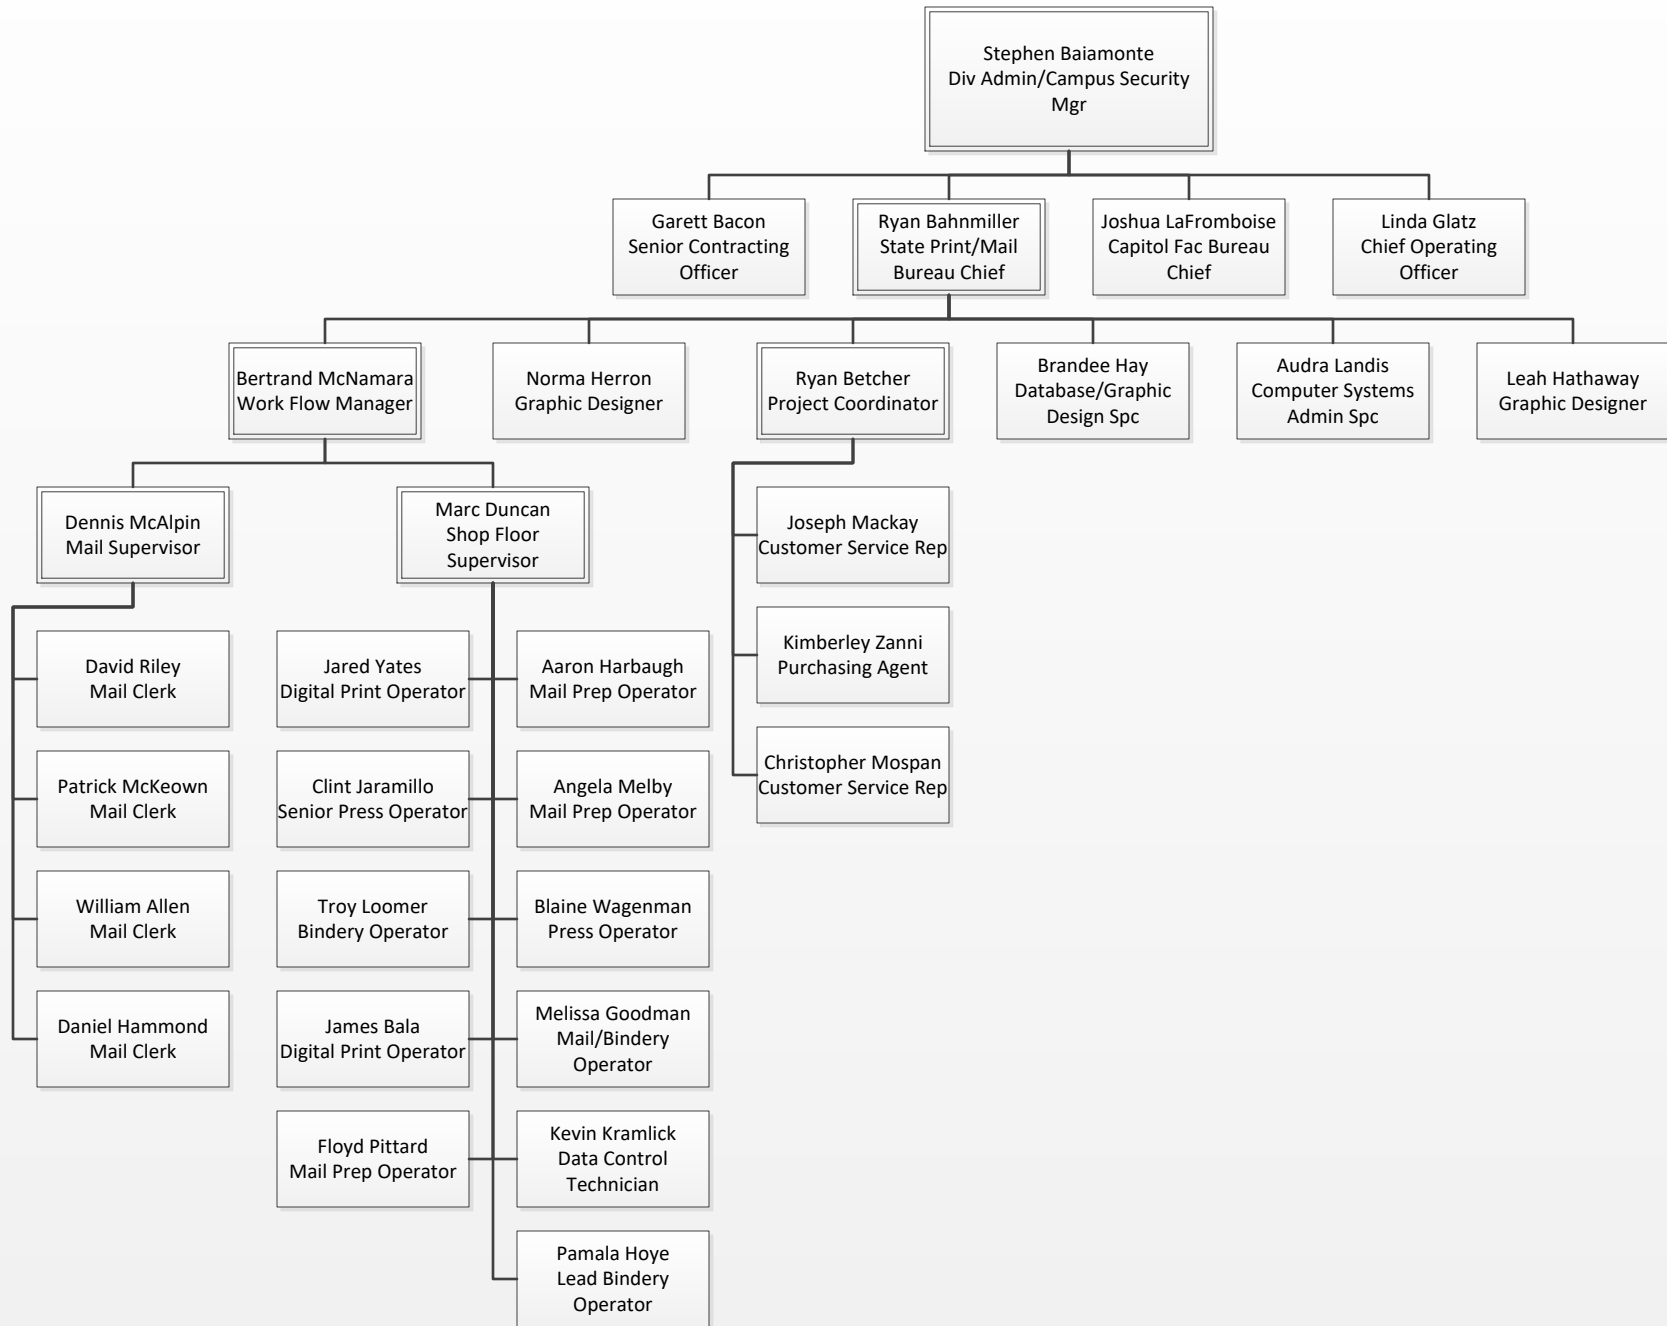 Stephen Baiamonte
Div Admin/Campus Security
Mgr
Garett Bacon
Senior Contracting
Officer
Ryan Bahnmiller
State Print/Mail
Bureau Chief
Joshua LaFromboise
Capitol Fac Bureau
Chief
Linda Glatz
Chief Operating
Officer
Bertrand McNamara
Work Flow Manager
Norma Herron
Graphic Designer
Ryan Betcher
Project Coordinator
Brandee Hay
Database/Graphic
Design Spc
Audra Landis
Computer Systems
Admin Spc
Leah Hathaway
Graphic Designer
Dennis McAlpin
Mail Supervisor
Marc Duncan
Shop Floor
Supervisor
Joseph Mackay
Customer Service Rep
Kimberley Zanni
Purchasing Agent
Christopher Mospan
Customer Service Rep
David Riley
Mail Clerk
Patrick McKeown
Mail Clerk
William Allen
Mail Clerk
Daniel Hammond
Mail Clerk
Jared Yates
Digital Print Operator
Aaron Harbaugh
Mail Prep Operator
Clint Jaramillo
Senior Press Operator
Angela Melby
Mail Prep Operator
Troy Loomer
Bindery Operator
Blaine Wagenman
Press Operator
James Bala
Digital Print Operator
Melissa Goodman
Mail/Bindery
Operator
Floyd Pittard
Mail Prep Operator
Kevin Kramlick
Data Control
Technician
Pamala Hoye
Lead Bindery
Operator